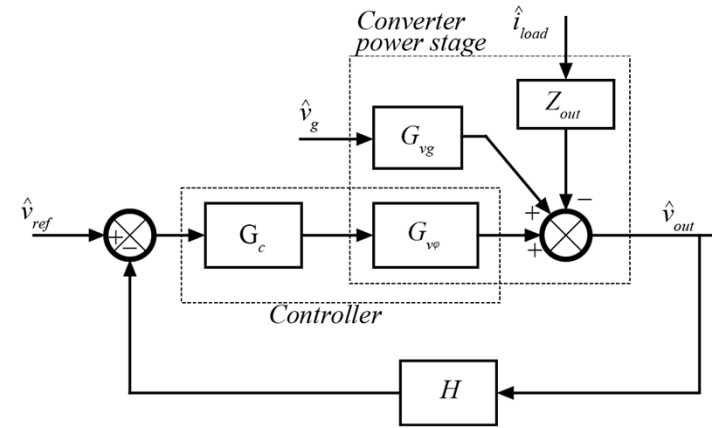 Converter
power stage
î_load
Z_out
v̂_g
G_vg
v̂_ref
+
−
G_c
G_vφ
+
−
+
v̂_out
Controller
H